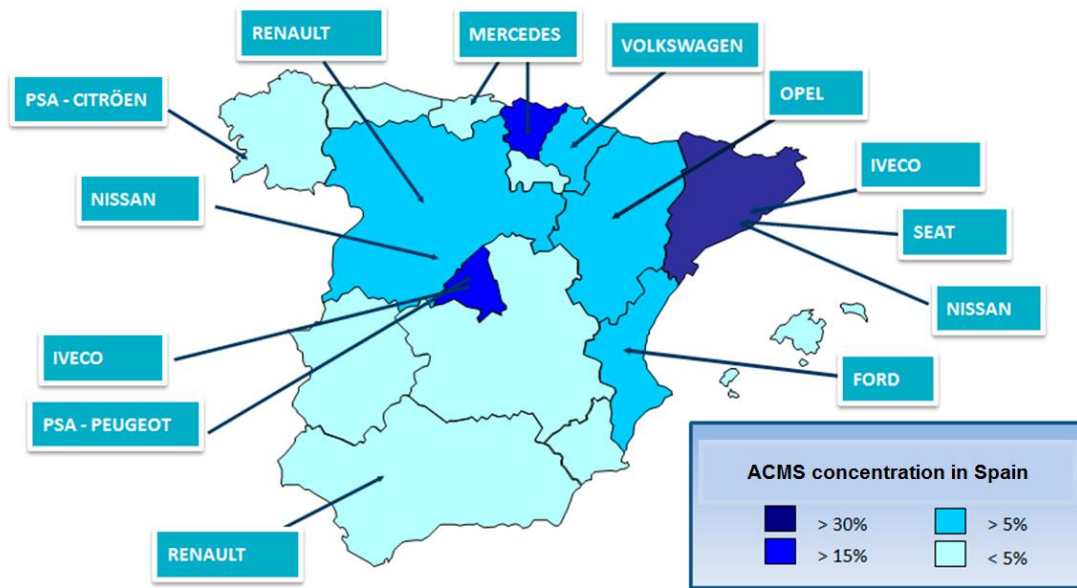 RENAULT
MERCEDES
VOLKSWAGEN
PSA - CITRÖEN
OPEL
NISSAN
IVECO
SEAT
NISSAN
IVECO
FORD
PSA - PEUGEOT
RENAULT
ACMS concentration in Spain
> 30%
> 5%
> 15%
< 5%